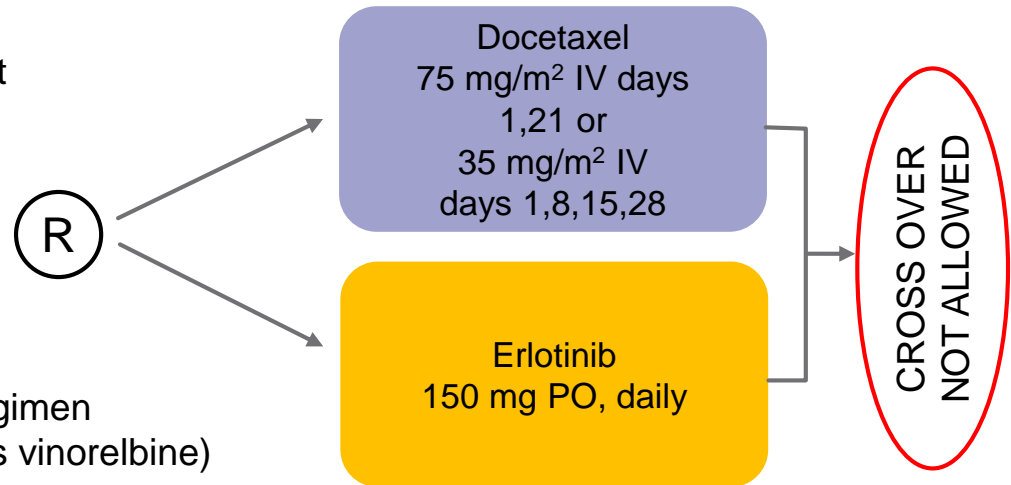 t
R
gimen
s vinorelbine)
Docetaxel
75 mg/m² IV days
1,21 or
35 mg/m² IV
days 1,8,15,28
Erlotinib
150 mg PO, daily
CROSS OVER
NOT ALLOWED